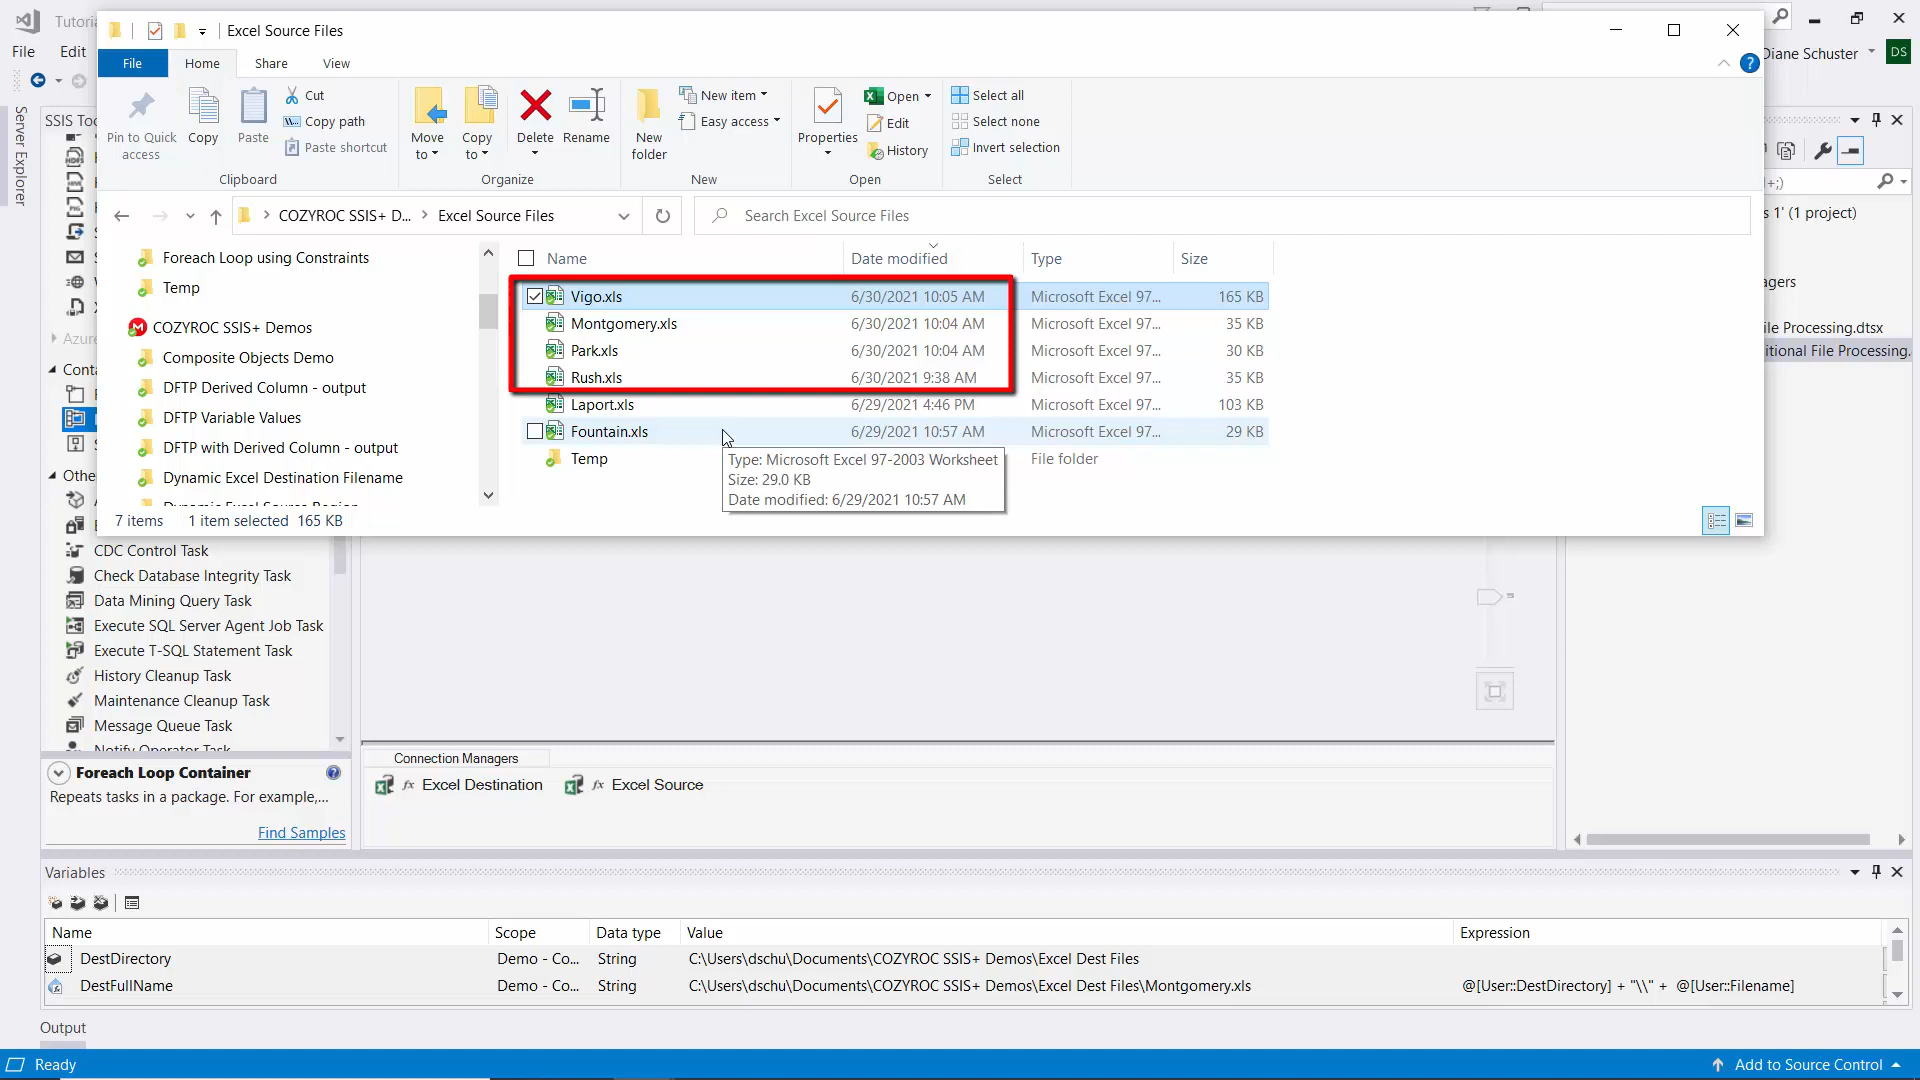 Tutoria
Excel Source Files
File Edit
Diane Schuster DS
File Home Share View
Pin to Quick access
Copy
Paste
Cut
Copy path
Paste shortcut
Clipboard
Move to
Copy to
Delete
Rename
Organize
New folder
New item
Easy access
New
Properties
Open
Edit
History
Open
Select all
Select none
Invert selection
Select
Server Explorer
SSIS Too
COZYROC SSIS+ D... Excel Source Files
Search Excel Source Files
Foreach Loop using Constraints
Temp
COZYROC SSIS+ Demos
Composite Objects Demo
DFTP Derived Column - output
DFTP Variable Values
DFTP with Derived Column - output
Dynamic Excel Destination Filename
Dynamic Excel Source Region
Name Date modified Type Size
Vigo.xls 6/30/2021 10:05 AM Microsoft Excel 97... 165 KB
Montgomery.xls 6/30/2021 10:04 AM Microsoft Excel 97... 35 KB
Park.xls 6/30/2021 10:04 AM Microsoft Excel 97... 30 KB
Rush.xls 6/30/2021 9:38 AM Microsoft Excel 97... 35 KB
Laport.xls 6/29/2021 4:46 PM Microsoft Excel 97... 103 KB
Fountain.xls 6/29/2021 10:57 AM Microsoft Excel 97... 29 KB
Temp File folder
Type: Microsoft Excel 97-2003 Worksheet
Size: 29.0 KB
Date modified: 6/29/2021 10:57 AM
7 items 1 item selected 165 KB
+;)
s 1' (1 project)
agers
ile Processing.dtsx
itional File Processing.
Azure
Conta
Other
CDC Control Task
Check Database Integrity Task
Data Mining Query Task
Execute SQL Server Agent Job Task
Execute T-SQL Statement Task
History Cleanup Task
Maintenance Cleanup Task
Message Queue Task
Notify Operator Task
Foreach Loop Container
Repeats tasks in a package. For example,...
Find Samples
Connection Managers
fx Excel Destination
fx Excel Source
Variables
Name Scope Data type Value Expression
DestDirectory Demo - Co... String C:\Users\dschu\Documents\COZYROC SSIS+ Demos\Excel Dest Files
DestFullName Demo - Co... String C:\Users\dschu\Documents\COZYROC SSIS+ Demos\Excel Dest Files\Montgomery.xls @[User::DestDirectory] + "\\" + @[User::Filename]
Output
Ready
Add to Source Control